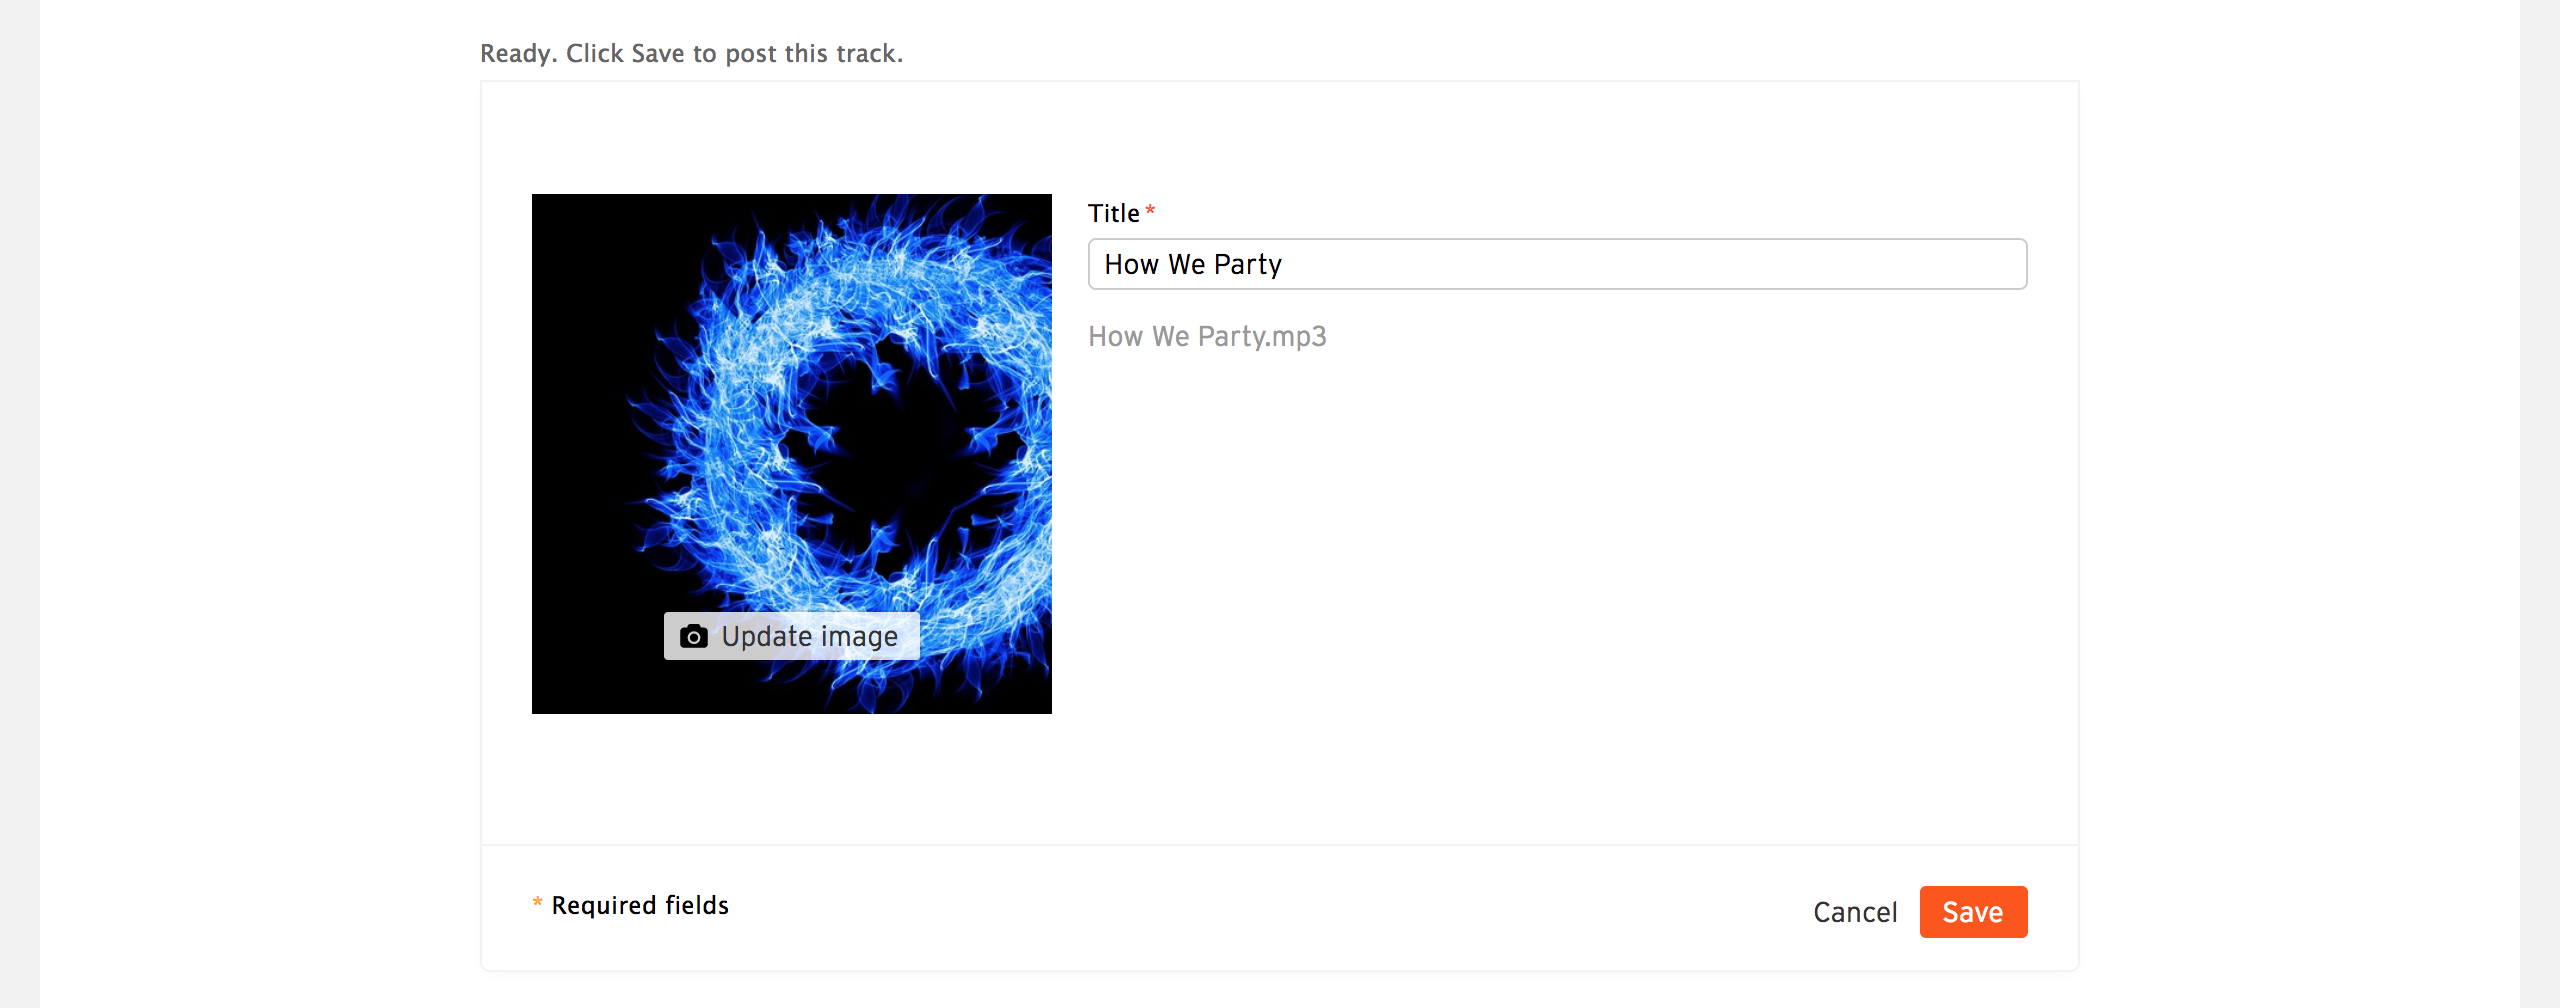 Ready. Click Save to post this track.
Title *
How We Party
How We Party.mp3
Update image
* Required fields
Cancel
Save